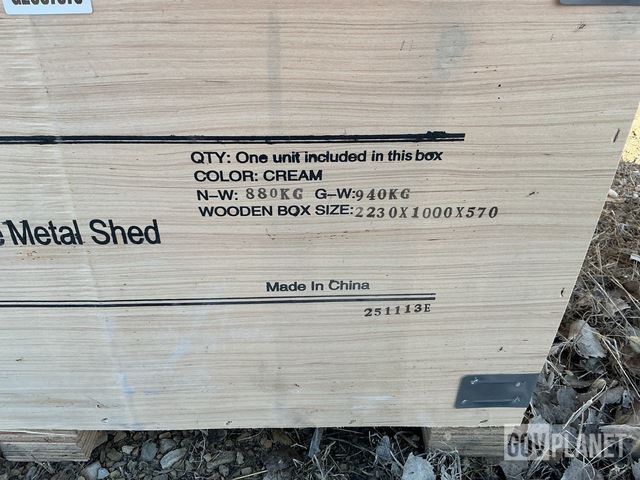 QTY: One unit included in this box
COLOR: CREAM
N-W: 880KG G-W: 940KG
WOODEN BOX SIZE: 2230X1000X570
Metal Shed
Made In China
251113E
GOVPLANET